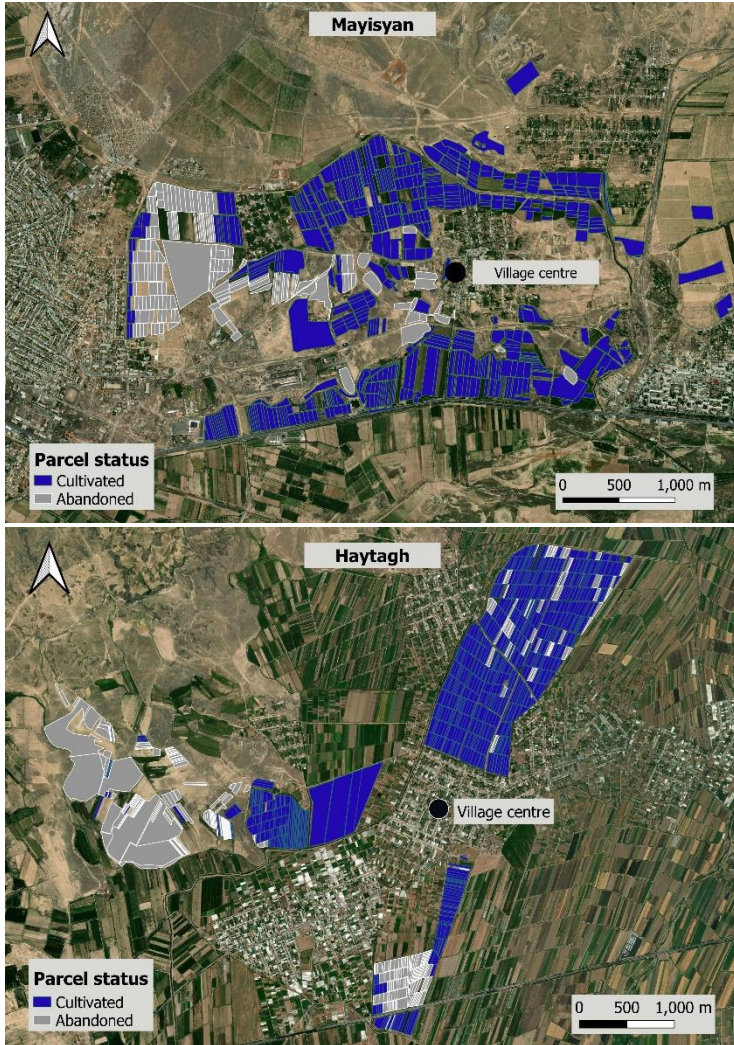 Mayisyan
Village centre
Parcel status
Cultivated
Abandoned
0 500 1,000 m
Haytagh
Village centre
Parcel status
Cultivated
Abandoned
0 500 1,000 m